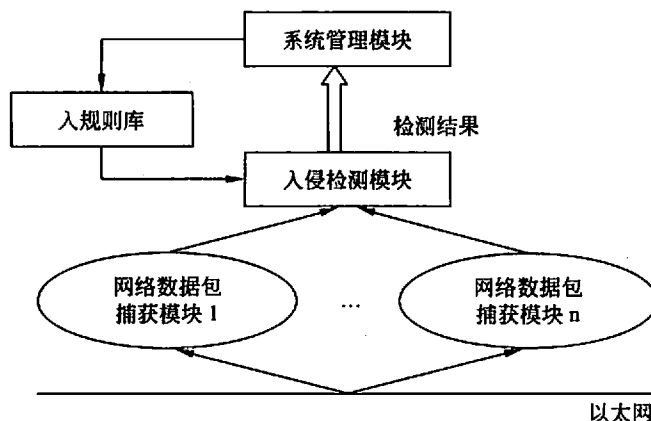 系统管理模块
入规则库
检测结果
入侵检测模块
网络数据包
捕获模块 1
…
网络数据包
捕获模块 n
以太网